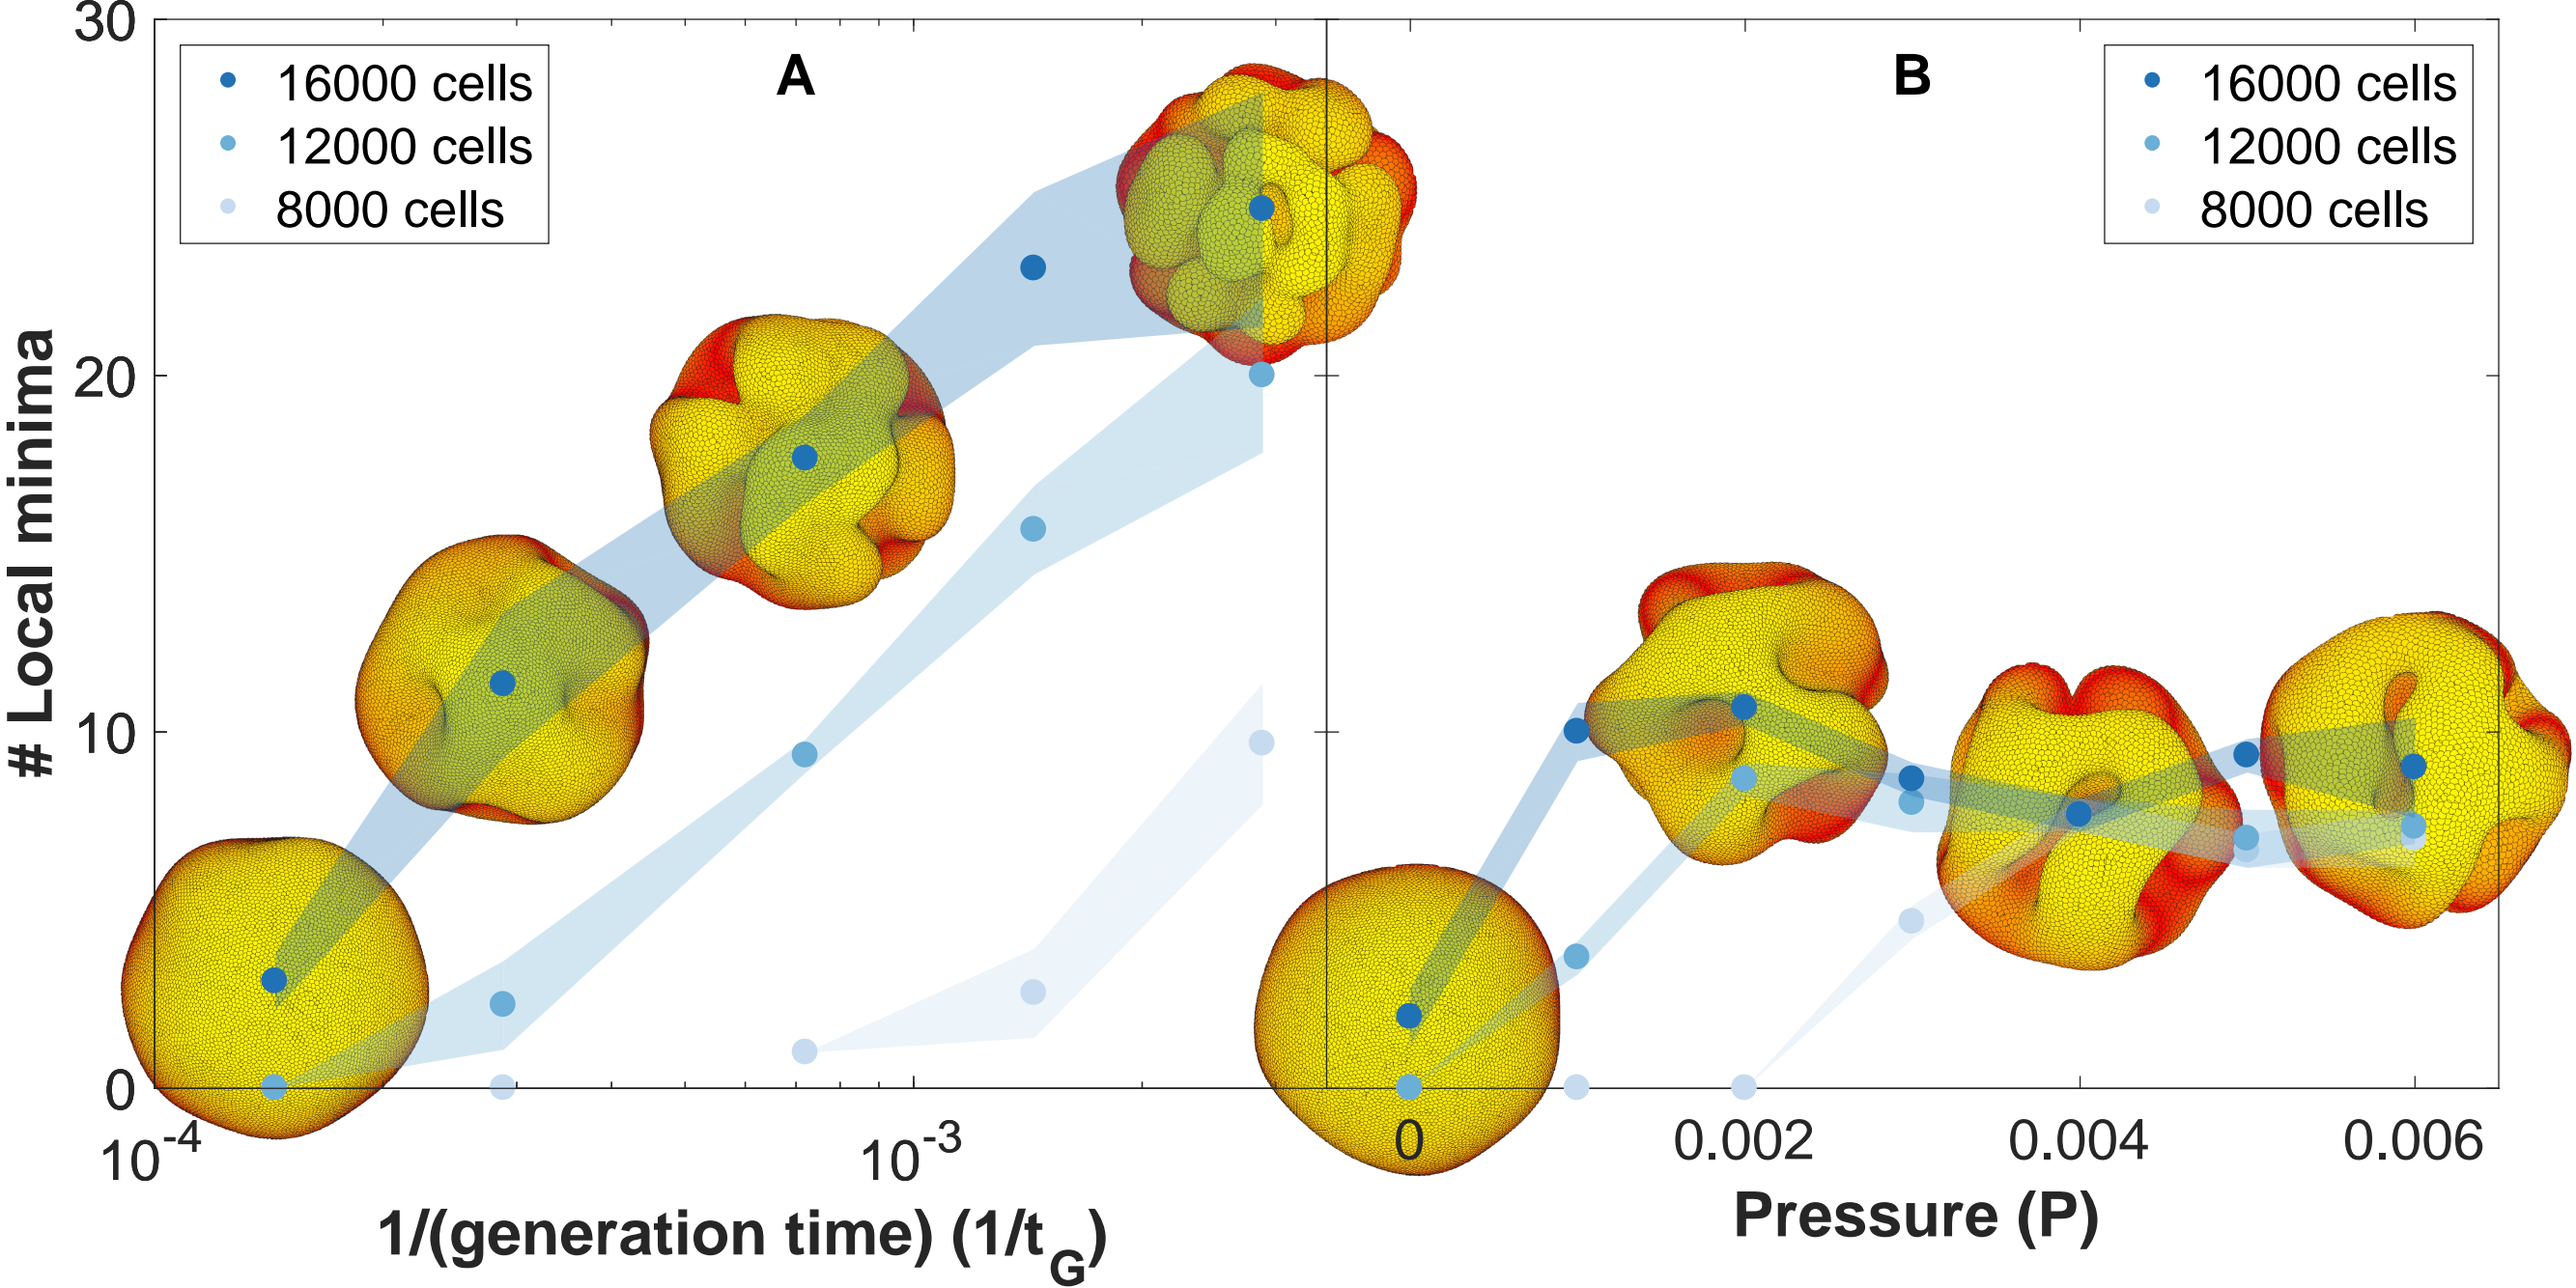 A
B
16000 cells
12000 cells
8000 cells
16000 cells
12000 cells
8000 cells
# Local minima
30
20
10
0
10-4
10-3
0
0.002
0.004
0.006
1/(generation time) (1/tG)
Pressure (P)